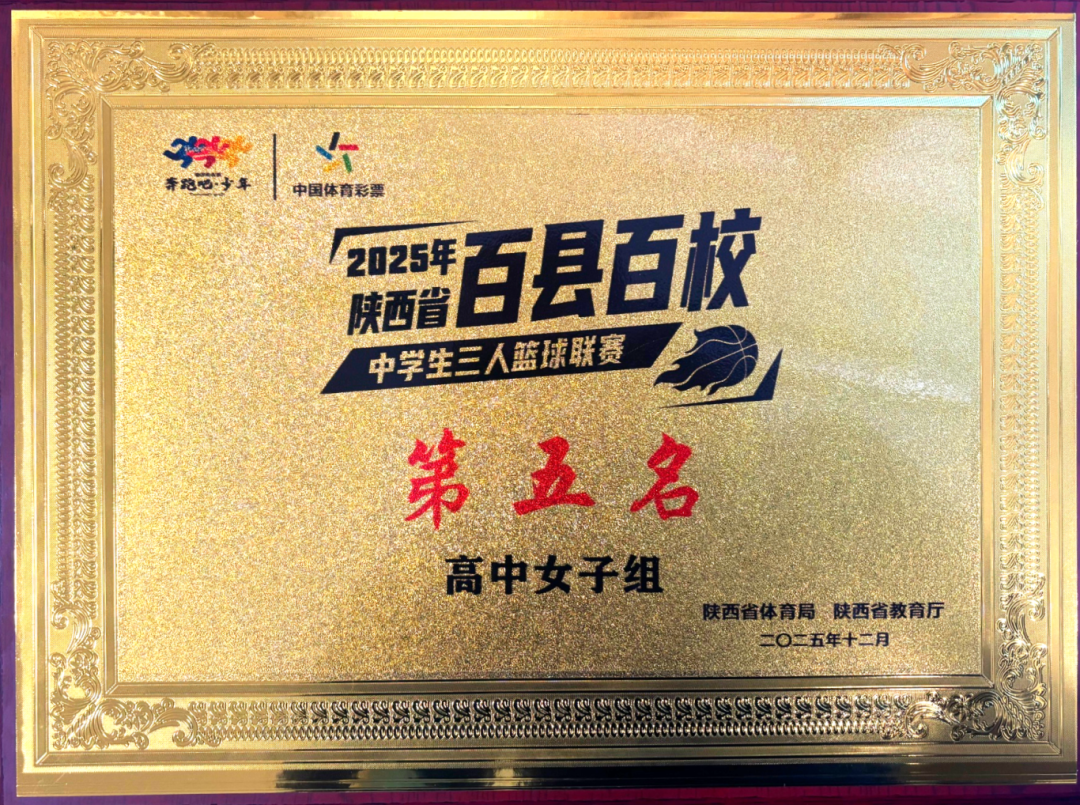 奔跑吧·少年
中国体育彩票
2025年
陕西省
百县百校
中学生三人篮球联赛
第五名
高中女子组
陕西省体育局 陕西省教育厅
二〇二五年十二月